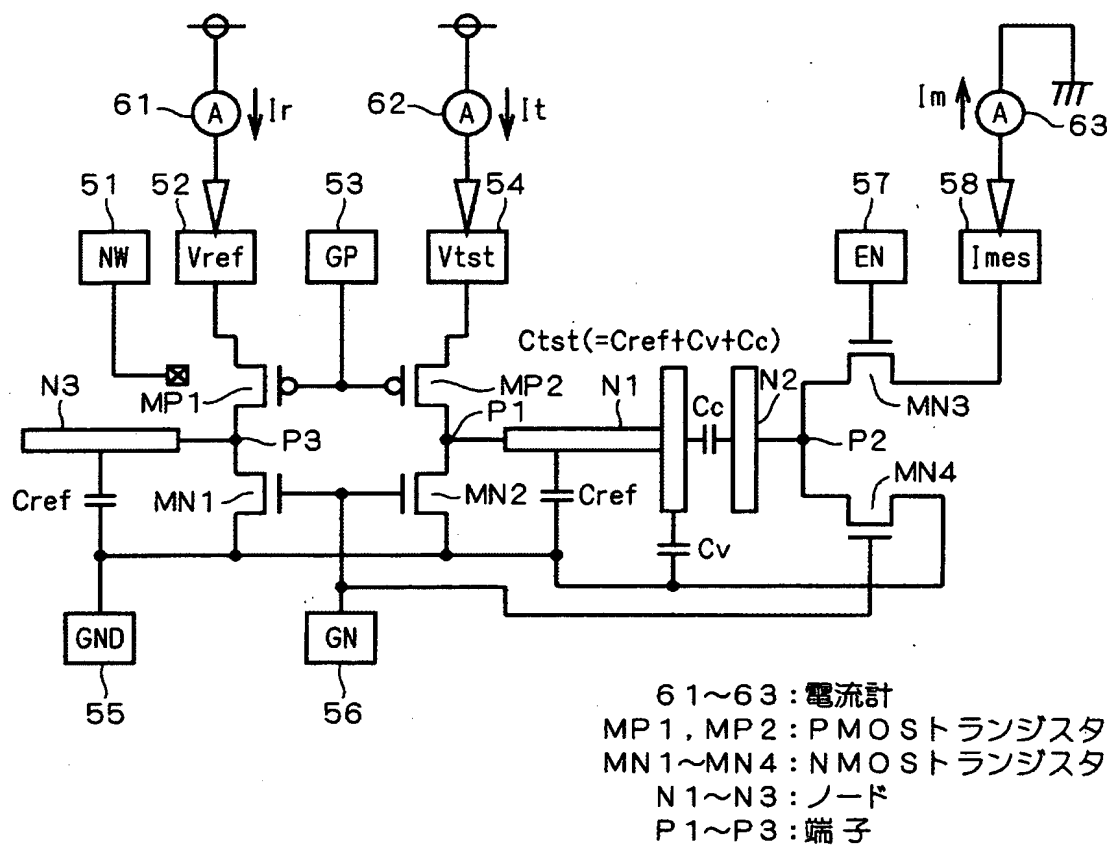 61
A
Ir
62
A
It
Im
A
63
51
52
53
54
57
58
NW
Vref
GP
Vtst
EN
Imes
Ctst(=Cref+Cv+Cc)
N3
MP1
MP2
N1
Cc
N2
MN3
P3
P1
P2
Cref
MN1
MN2
Cref
MN4
Cv
GND
GN
55
56
61~63:電流計
MP1,MP2:PMOSトランジスタ
MN1~MN4:NMOSトランジスタ
N1~N3:ノード
P1~P3:端子